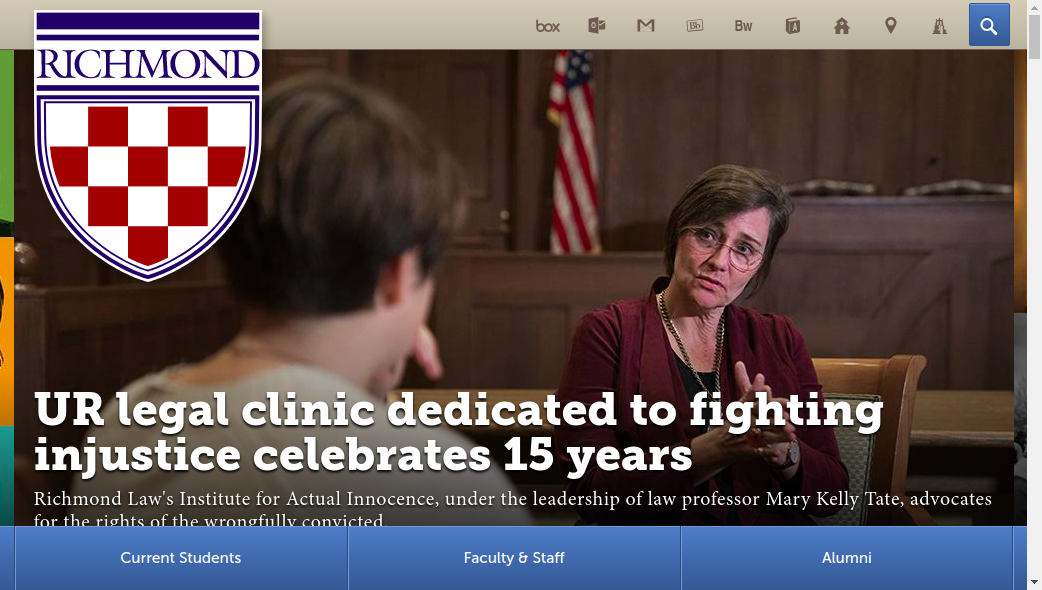 box
Bb
Bw
RICHMOND
UR legal clinic dedicated to fighting
injustice celebrates 15 years
Richmond Law's Institute for Actual Innocence, under the leadership of law professor Mary Kelly Tate, advocates
for the rights of the wrongfully convicted
Current Students
Faculty & Staff
Alumni